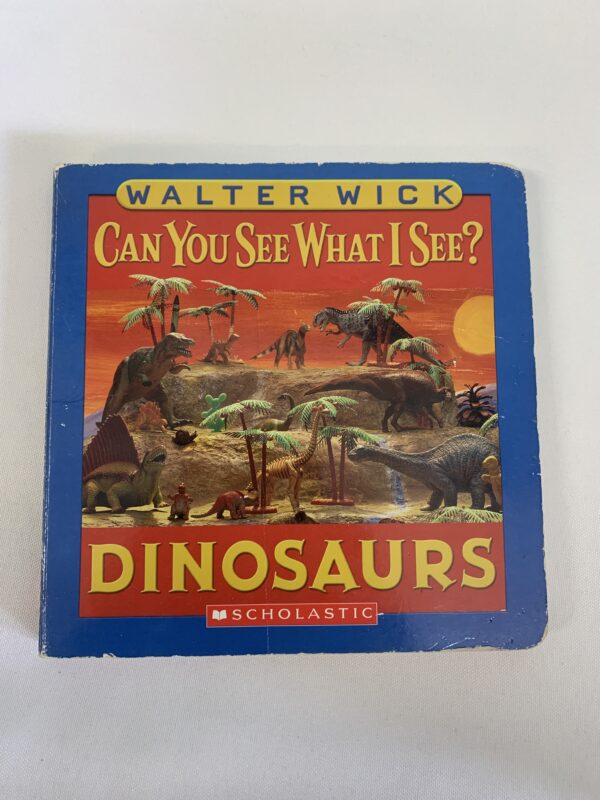 WALTER WICK
CAN YOU SEE WHAT I SEE?
DINOSAURS
SCHOLASTIC